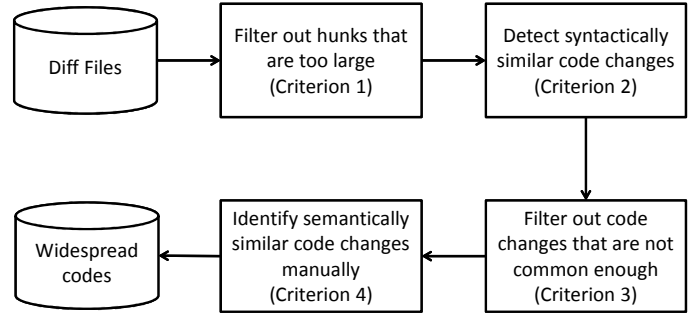 Diff Files
Filter out hunks that
are too large
(Criterion 1)
Detect syntactically
similar code changes
(Criterion 2)
Filter out code
changes that are not
common enough
(Criterion 3)
Identify semantically
similar code changes
manually
(Criterion 4)
Widespread
codes